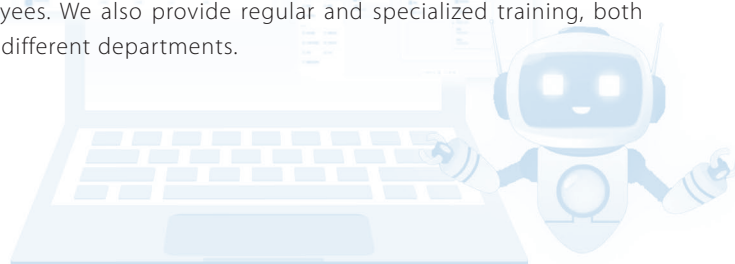 yees. We also provide regular and specialized training, both
different departments.